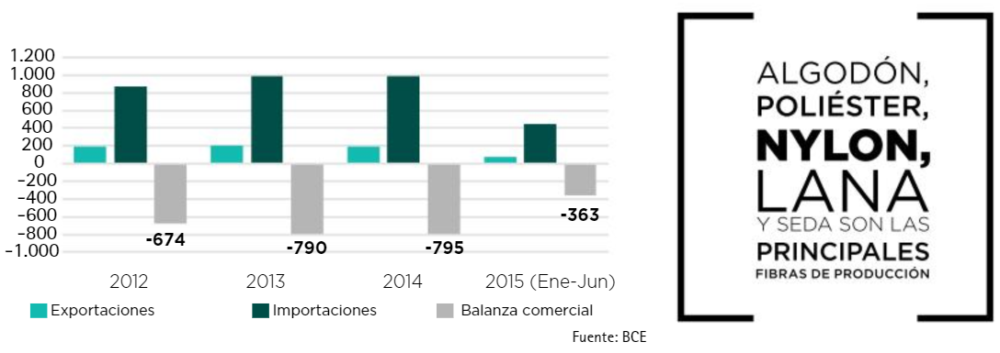 1.200
1.000
800
600
400
200
0
-200
-400
-600
-800
-1.000
-674
-790
-795
-363
2012
2013
2014
2015 (Ene-Jun)
Exportaciones
Importaciones
Balanza comercial
Fuente: BCE
ALGODÓN,
POLIÉSTER,
NYLON,
LANA
Y SEDA SON LAS
PRINCIPALES
FIBRAS DE PRODUCCIÓN